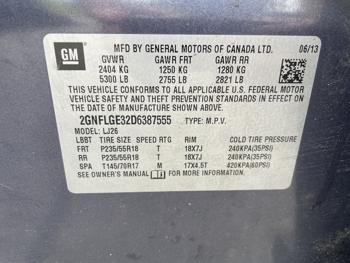 GM
MFD BY GENERAL MOTORS OF CANADA LTD. 06/13
GVWR GAWR FRT GAWR RR
2404 KG 1250 KG 1280 KG
5300 LB 2755 LB 2821 LB
THIS VEHICLE CONFORMS TO ALL APPLICABLE U.S. FEDERAL MOTOR
VEHICLE SAFETY AND THEFT PREVENTION STANDARDS IN EFFECT ON THE
DATE OF MANUFACTURE SHOWN ABOVE.
2GNFLGE32D6387555 TYPE: M.P.V.
MODEL: LJ26
LBBT TIRE SIZE SPEED RTG RIM COLD TIRE PRESSURE
FRT P235/55R18 T 18X7J 240KPA(35PSI)
RR P235/55R18 T 18X7J 240KPA(35PSI)
SPA T145/70R17 M 17X4.5T 420KPA(60PSI)
SEE OWNER'S MANUAL
FOR MORE INFORMATION.